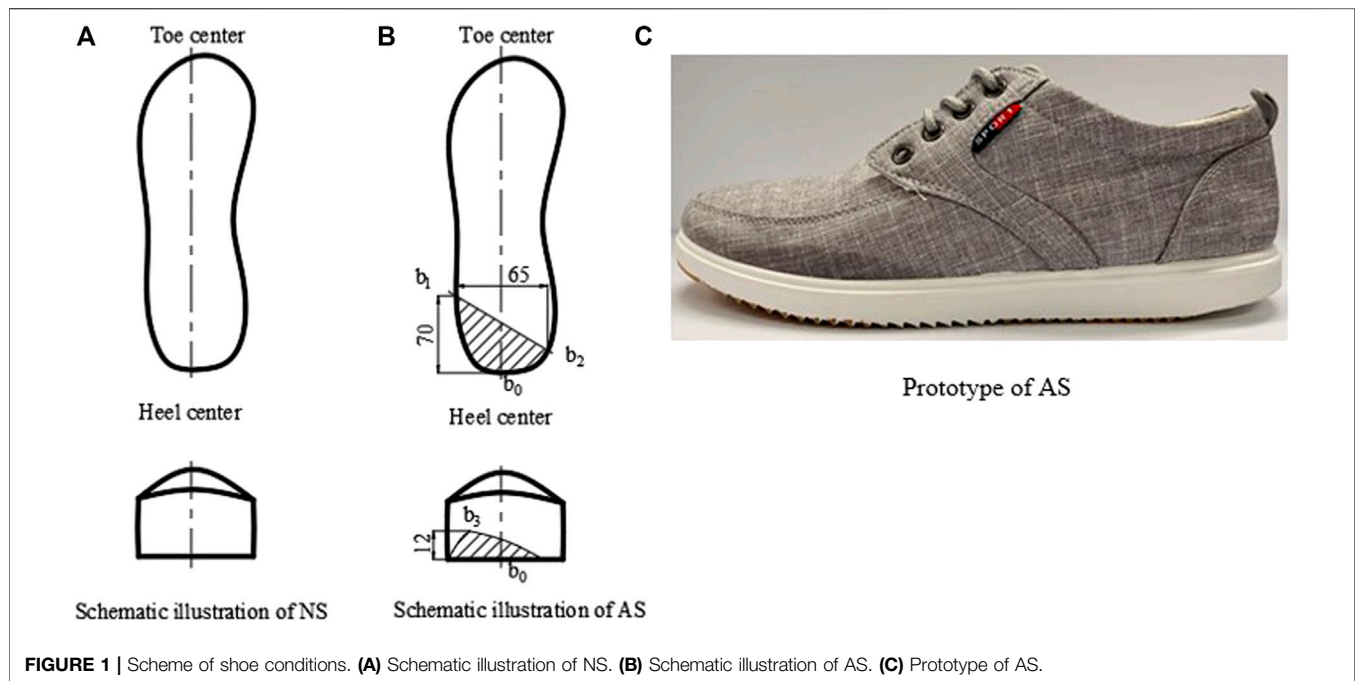 A
Toe center
Heel center
Schematic illustration of NS
B
Toe center
b1
65
70
b2
b0
Heel center
b3
12
b0
Schematic illustration of AS
C
SPORT
Prototype of AS
FIGURE 1 | Scheme of shoe conditions. (A) Schematic illustration of NS. (B) Schematic illustration of AS. (C) Prototype of AS.